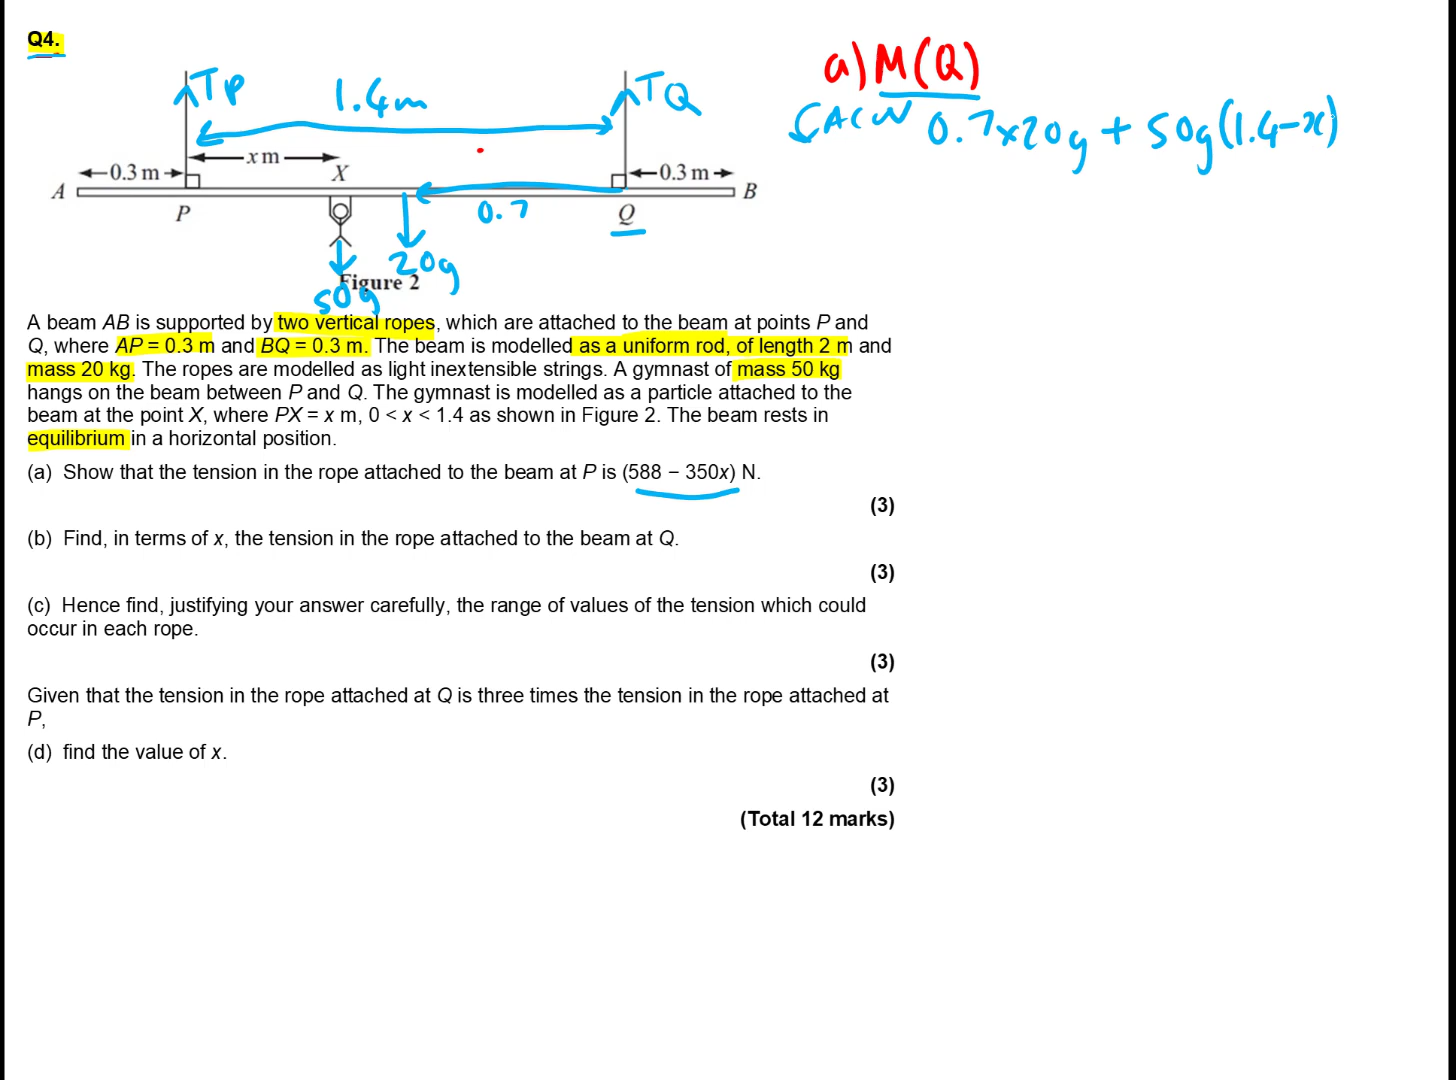 Q4.
a) M(Q)
TP
1.4m
TQ
ACW 0.7x20g + 50g(1.4-x)
x m
0.3 m
X
0.3 m
A
B
P
0.7
Q
20g
Figure 2
50g
A beam AB is supported by two vertical ropes, which are attached to the beam at points P and
Q, where AP = 0.3 m and BQ = 0.3 m. The beam is modelled as a uniform rod, of length 2 m and
mass 20 kg. The ropes are modelled as light inextensible strings. A gymnast of mass 50 kg
hangs on the beam between P and Q. The gymnast is modelled as a particle attached to the
beam at the point X, where PX = x m, 0 < x < 1.4 as shown in Figure 2. The beam rests in
equilibrium in a horizontal position.
(a) Show that the tension in the rope attached to the beam at P is (588 − 350x) N.
(3)
(b) Find, in terms of x, the tension in the rope attached to the beam at Q.
(3)
(c) Hence find, justifying your answer carefully, the range of values of the tension which could
occur in each rope.
(3)
Given that the tension in the rope attached at Q is three times the tension in the rope attached at
P,
(d) find the value of x.
(3)
(Total 12 marks)